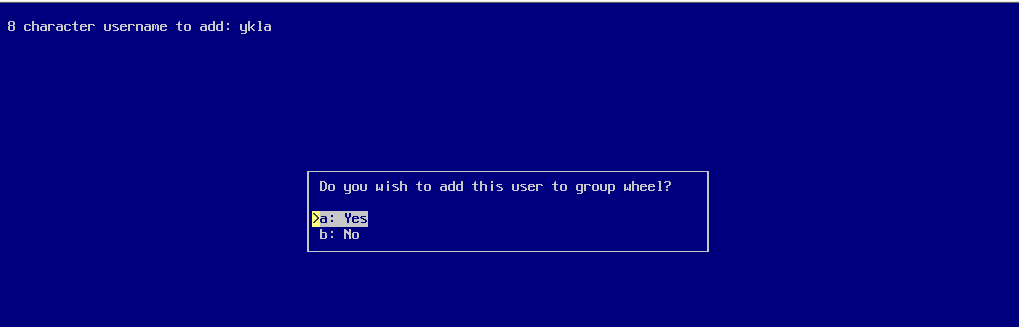 8 character username to add: ykla
Do you wish to add this user to group wheel?
>a: Yes
b: No